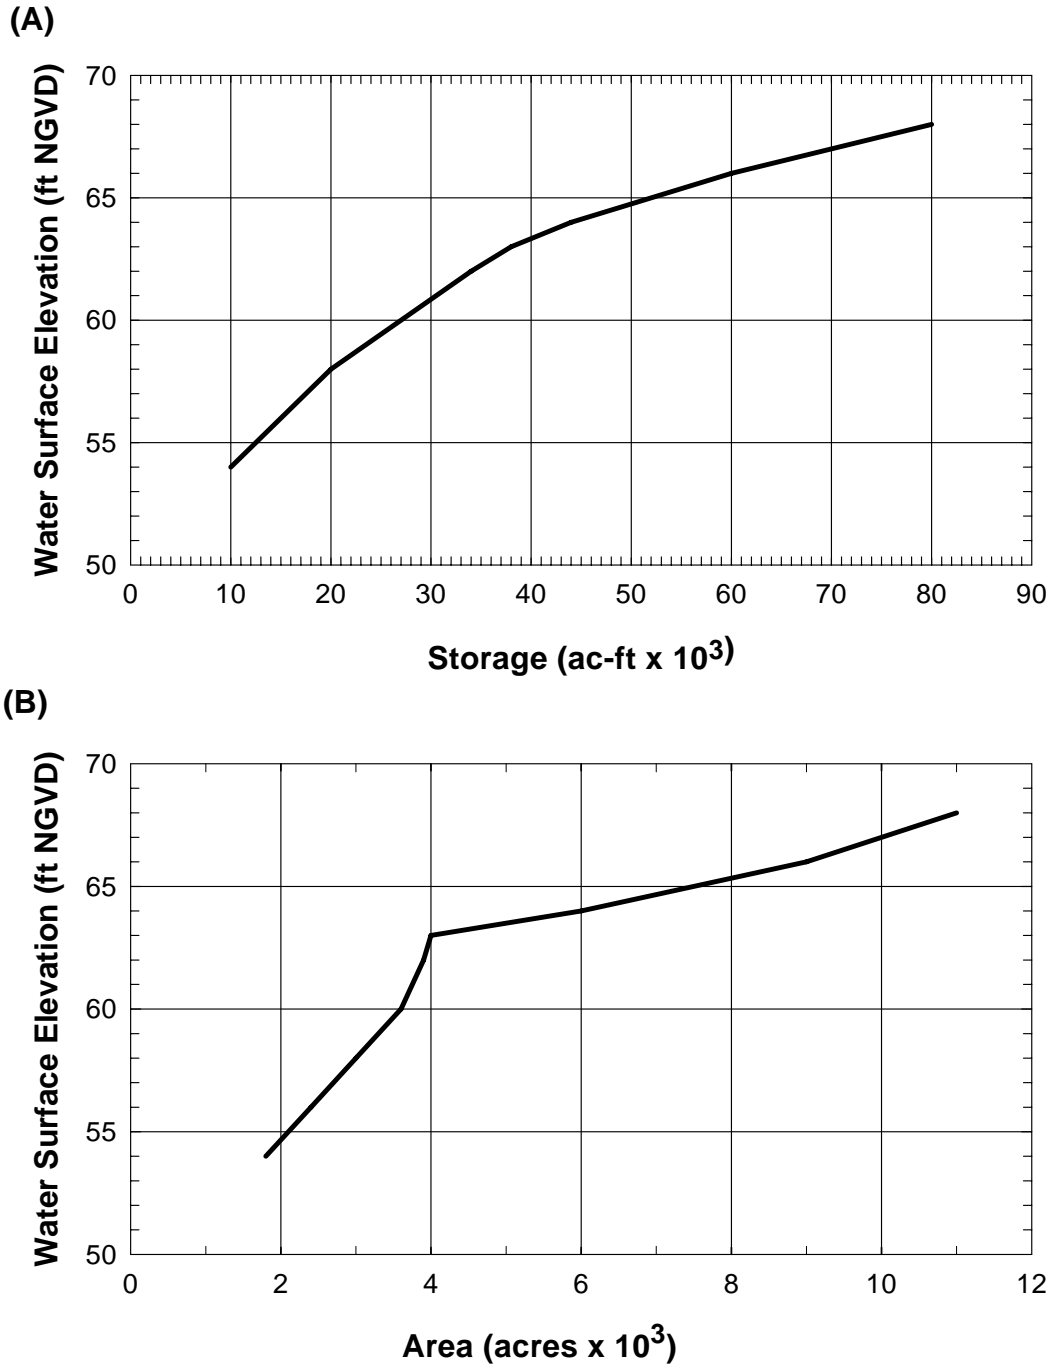 (A)
Water Surface Elevation (ft NGVD)
70
65
60
55
50
0 10 20 30 40 50 60 70 80 90
Storage (ac-ft x 10³)
(B)
Water Surface Elevation (ft NGVD)
70
65
60
55
50
0 2 4 6 8 10 12
Area (acres x 10³)